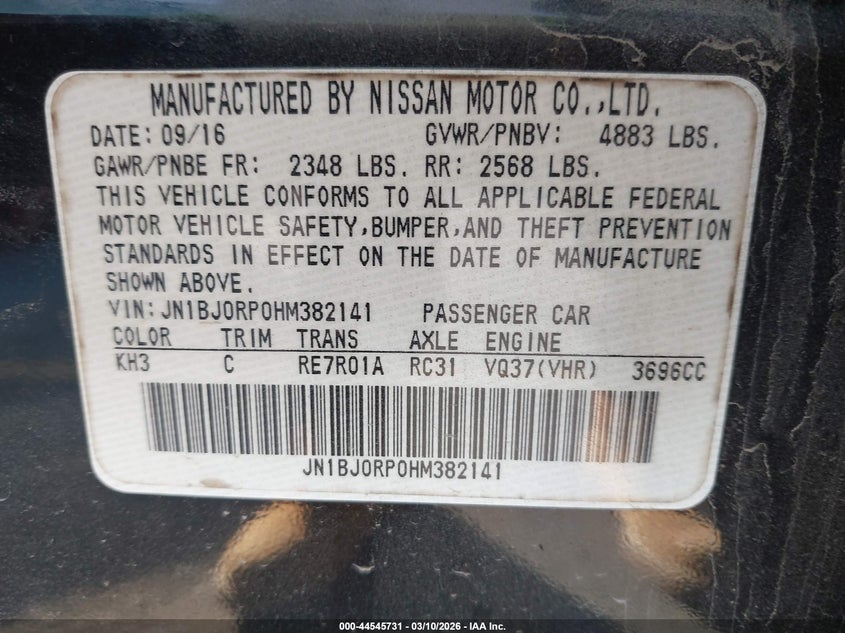 MANUFACTURED BY NISSAN MOTOR CO.,LTD.
DATE: 09/16 GVWR/PNBV: 4883 LBS.
GAWR/PNBE FR: 2348 LBS. RR: 2568 LBS.
THIS VEHICLE CONFORMS TO ALL APPLICABLE FEDERAL
MOTOR VEHICLE SAFETY,BUMPER,AND THEFT PREVENTION
STANDARDS IN EFFECT ON THE DATE OF MANUFACTURE
SHOWN ABOVE.
VIN: JN1BJ0RP0HM382141 PASSENGER CAR
COLOR TRIM TRANS AXLE ENGINE
KH3 C RE7R01A RC31 VQ37(VHR) 3696CC
JN1BJ0RP0HM382141
000-44545731 - 03/10/2026 - IAA Inc.